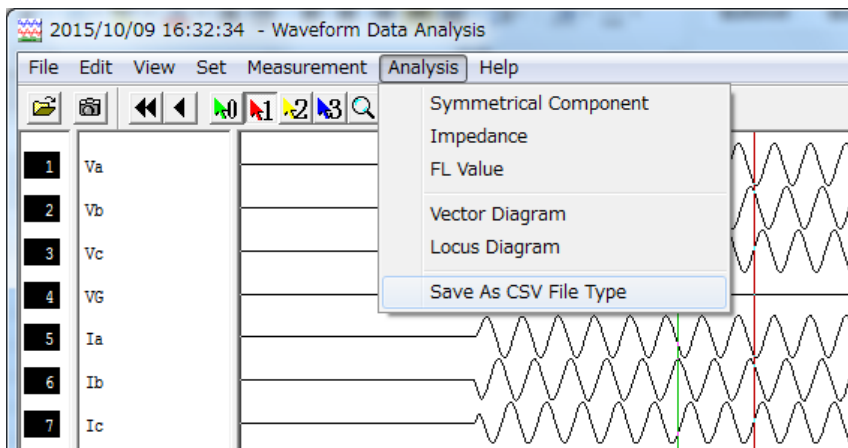 2015/10/09 16:32:34 - Waveform Data Analysis
File Edit View Set Measurement Analysis Help
0 1 2 3
Symmetrical Component
Impedance
FL Value
Vector Diagram
Locus Diagram
Save As CSV File Type
1 Va
2 Vb
3 Vc
4 VG
5 Ia
6 Ib
7 Ic